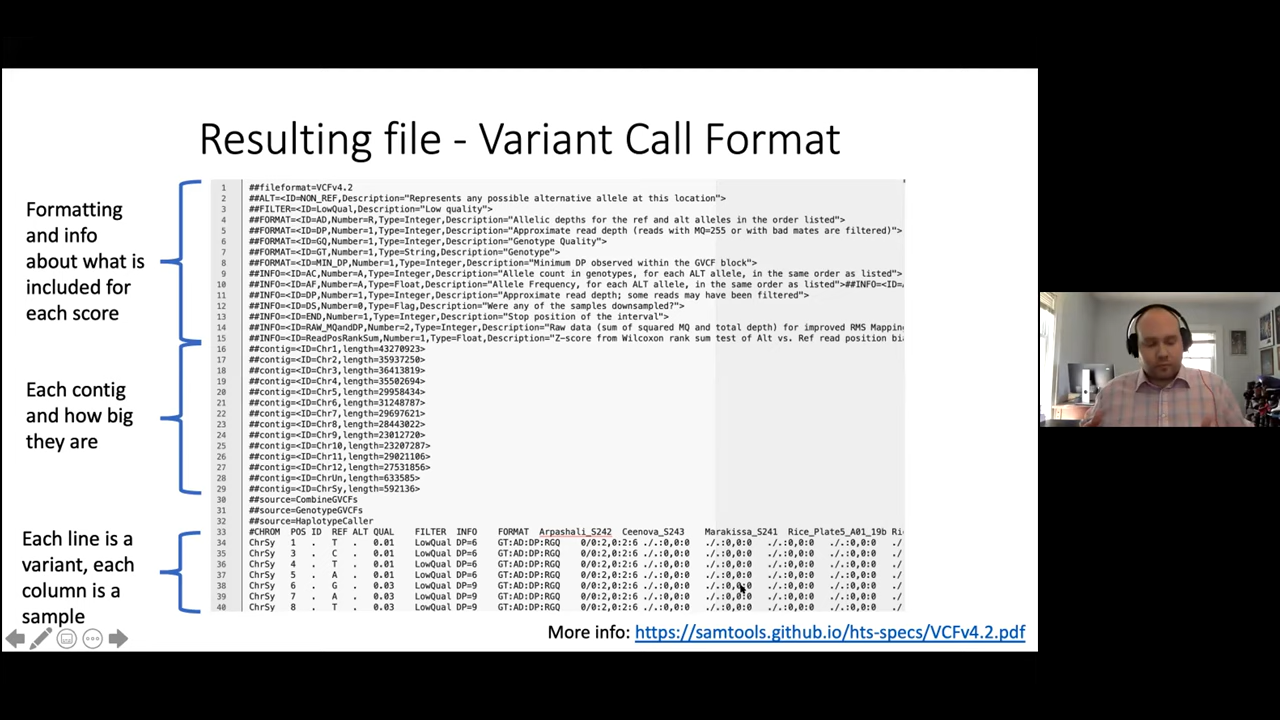 Resulting file - Variant Call Format
Formatting
and info
about what is
included for
each score
Each contig
and how big
they are
Each line is a
variant, each
column is a
sample
1 ##fileformat=VCFv4.2
2 ##ALT=<ID=NON_REF,Description="Represents any possible alternative allele at this location">
3 ##FILTER=<ID=LowQual,Description="Low quality">
4 ##FORMAT=<ID=AD,Number=R,Type=Integer,Description="Allelic depths for the ref and alt alleles in the order listed">
5 ##FORMAT=<ID=DP,Number=1,Type=Integer,Description="Approximate read depth (reads with MQ=255 or with bad mates are filtered)">
6 ##FORMAT=<ID=GQ,Number=1,Type=Integer,Description="Genotype Quality">
7 ##FORMAT=<ID=GT,Number=1,Type=String,Description="Genotype">
8 ##FORMAT=<ID=MIN_DP,Number=1,Type=Integer,Description="Minimum DP observed within the GVCF block">
9 ##INFO=<ID=AC,Number=A,Type=Integer,Description="Allele count in genotypes, for each ALT allele, in the same order as listed">
10 ##INFO=<ID=AF,Number=A,Type=Float,Description="Allele Frequency, for each ALT allele, in the same order as listed">##INFO=<ID=
11 ##INFO=<ID=DP,Number=1,Type=Integer,Description="Approximate read depth; some reads may have been filtered">
12 ##INFO=<ID=DS,Number=0,Type=Flag,Description="Were any of the samples downsampled?">
13 ##INFO=<ID=END,Number=1,Type=Integer,Description="Stop position of the interval">
14 ##INFO=<ID=RAW_MQandDP,Number=2,Type=Integer,Description="Raw data (sum of squared MQ and total depth) for improved RMS Mapping
15 ##INFO=<ID=ReadPosRankSum,Number=1,Type=Float,Description="Z-score from Wilcoxon rank sum test of Alt vs. Ref read position bi
16 ##contig=<ID=Chr1,length=43270923>
17 ##contig=<ID=Chr2,length=35937250>
18 ##contig=<ID=Chr3,length=36413819>
19 ##contig=<ID=Chr4,length=35502694>
20 ##contig=<ID=Chr5,length=29958434>
21 ##contig=<ID=Chr6,length=31248787>
22 ##contig=<ID=Chr7,length=29697621>
23 ##contig=<ID=Chr8,length=28443022>
24 ##contig=<ID=Chr9,length=23012720>
25 ##contig=<ID=Chr10,length=23207287>
26 ##contig=<ID=Chr11,length=29021106>
27 ##contig=<ID=Chr12,length=27531856>
28 ##contig=<ID=ChrUn,length=633585>
29 ##contig=<ID=ChrSy,length=592136>
30 ##source=CombineGVCFs
31 ##source=GenotypeGVCFs
32 ##source=HaplotypeCaller
33 #CHROM POS ID REF ALT QUAL FILTER INFO FORMAT Arpashali_S242 Ceenova_S243 Marakissa_S241 Rice_Plate5_A01_19b Ri
34 ChrSy 1 . T . 0.01 LowQual DP=6 GT:AD:DP:RGQ 0/0:2,0:2:6 ./.:0,0:0 ./.:0,0:0 ./.:0,0:0 ./.:0,0:0 ./
35 ChrSy 3 . C . 0.01 LowQual DP=6 GT:AD:DP:RGQ 0/0:2,0:2:6 ./.:0,0:0 ./.:0,0:0 ./.:0,0:0 ./.:0,0:0 ./
36 ChrSy 4 . T . 0.01 LowQual DP=6 GT:AD:DP:RGQ 0/0:2,0:2:6 ./.:0,0:0 ./.:0,0:0 ./.:0,0:0 ./.:0,0:0 ./
37 ChrSy 5 . A . 0.01 LowQual DP=6 GT:AD:DP:RGQ 0/0:2,0:2:6 ./.:0,0:0 ./.:0,0:0 ./.:0,0:0 ./.:0,0:0 ./
38 ChrSy 6 . G . 0.03 LowQual DP=9 GT:AD:DP:RGQ 0/0:2,0:2:6 ./.:0,0:0 ./.:0,0:0 ./.:0,0:0 ./.:0,0:0 ./
39 ChrSy 7 . A . 0.03 LowQual DP=9 GT:AD:DP:RGQ 0/0:2,0:2:6 ./.:0,0:0 ./.:0,0:0 ./.:0,0:0 ./.:0,0:0 ./
40 ChrSy 8 . T . 0.03 LowQual DP=9 GT:AD:DP:RGQ 0/0:2,0:2:6 ./.:0,0:0 ./.:0,0:0 ./.:0,0:0 ./.:0,0:0 ./
More info: https://samtools.github.io/hts-specs/VCFv4.2.pdf